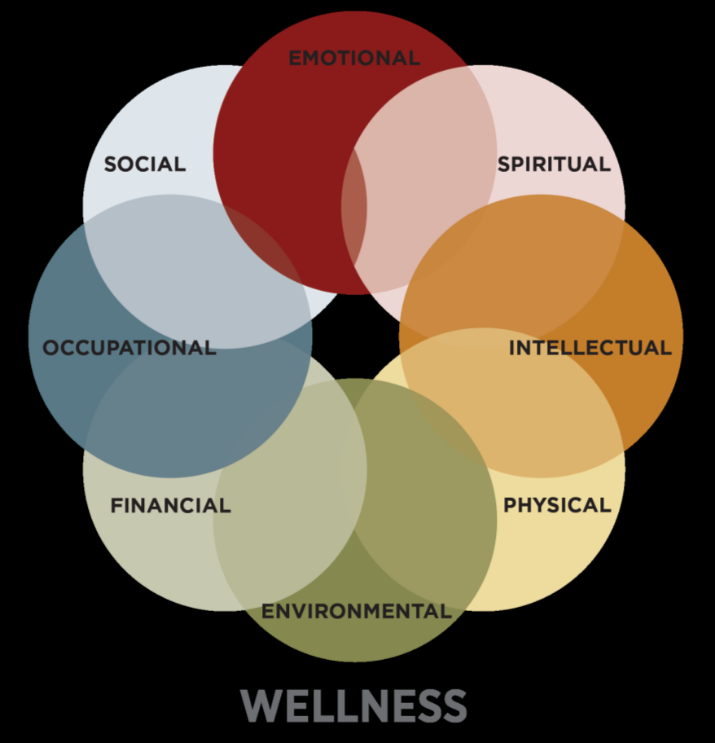 EMOTIONAL
SOCIAL
SPIRITUAL
OCCUPATIONAL
INTELLECTUAL
FINANCIAL
PHYSICAL
ENVIRONMENTAL
WELLNESS